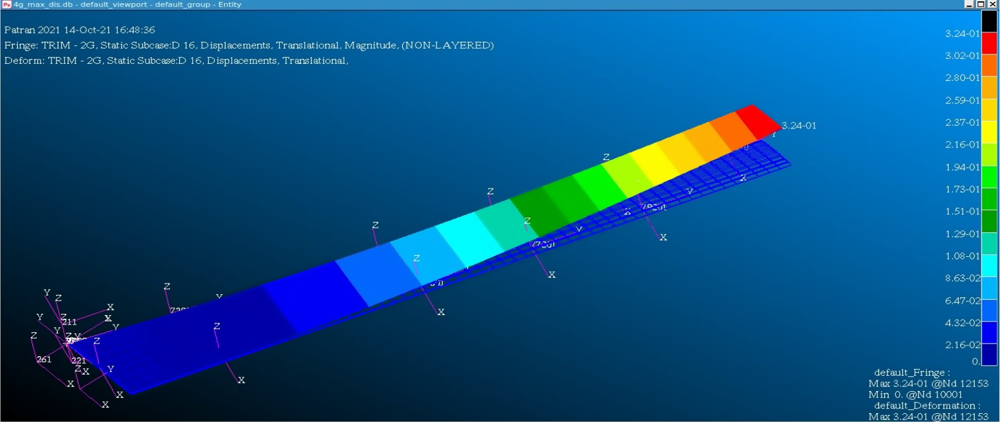 4g_max_dis.db - default_viewport - default_group - Entity
Patran 2021 14-Oct-21 16:48:36
Fringe: TRIM - 2G, Static Subcase:D 16, Displacements, Translational, Magnitude, (NON-LAYERED)
Deform: TRIM - 2G, Static Subcase:D 16, Displacements, Translational,
3.24-01
3.02-01
2.80-01
2.59-01
2.37-01
2.16-01
1.94-01
1.73-01
1.51-01
1.29-01
1.08-01
8.63-02
6.47-02
4.32-02
2.16-02
0.
3.24-01
Y
X
Z
Y
X
X
Z
Y
Z
X
Z
Z
X
Z
Y
Z
X
Y
Z
X
Y
Z
X
211
Y
Y
Z
Z
Y
Z
261
221
Z
X
Y
X
X
X
default_Fringe :
Max 3.24-01 @Nd 12153
Min 0. @Nd 10001
default_Deformation :
Max 3.24-01 @Nd 12153